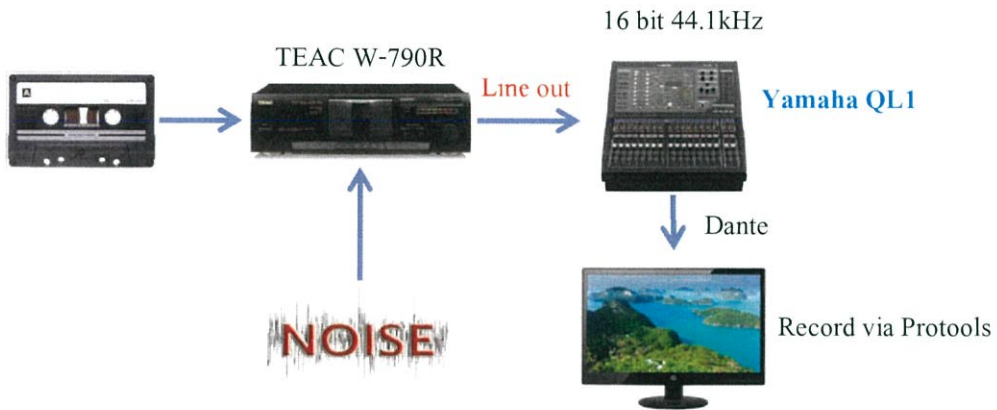 16 bit 44.1kHz
TEAC W-790R
Line out
Yamaha QL1
A
Dante
NOISE
Record via Protools